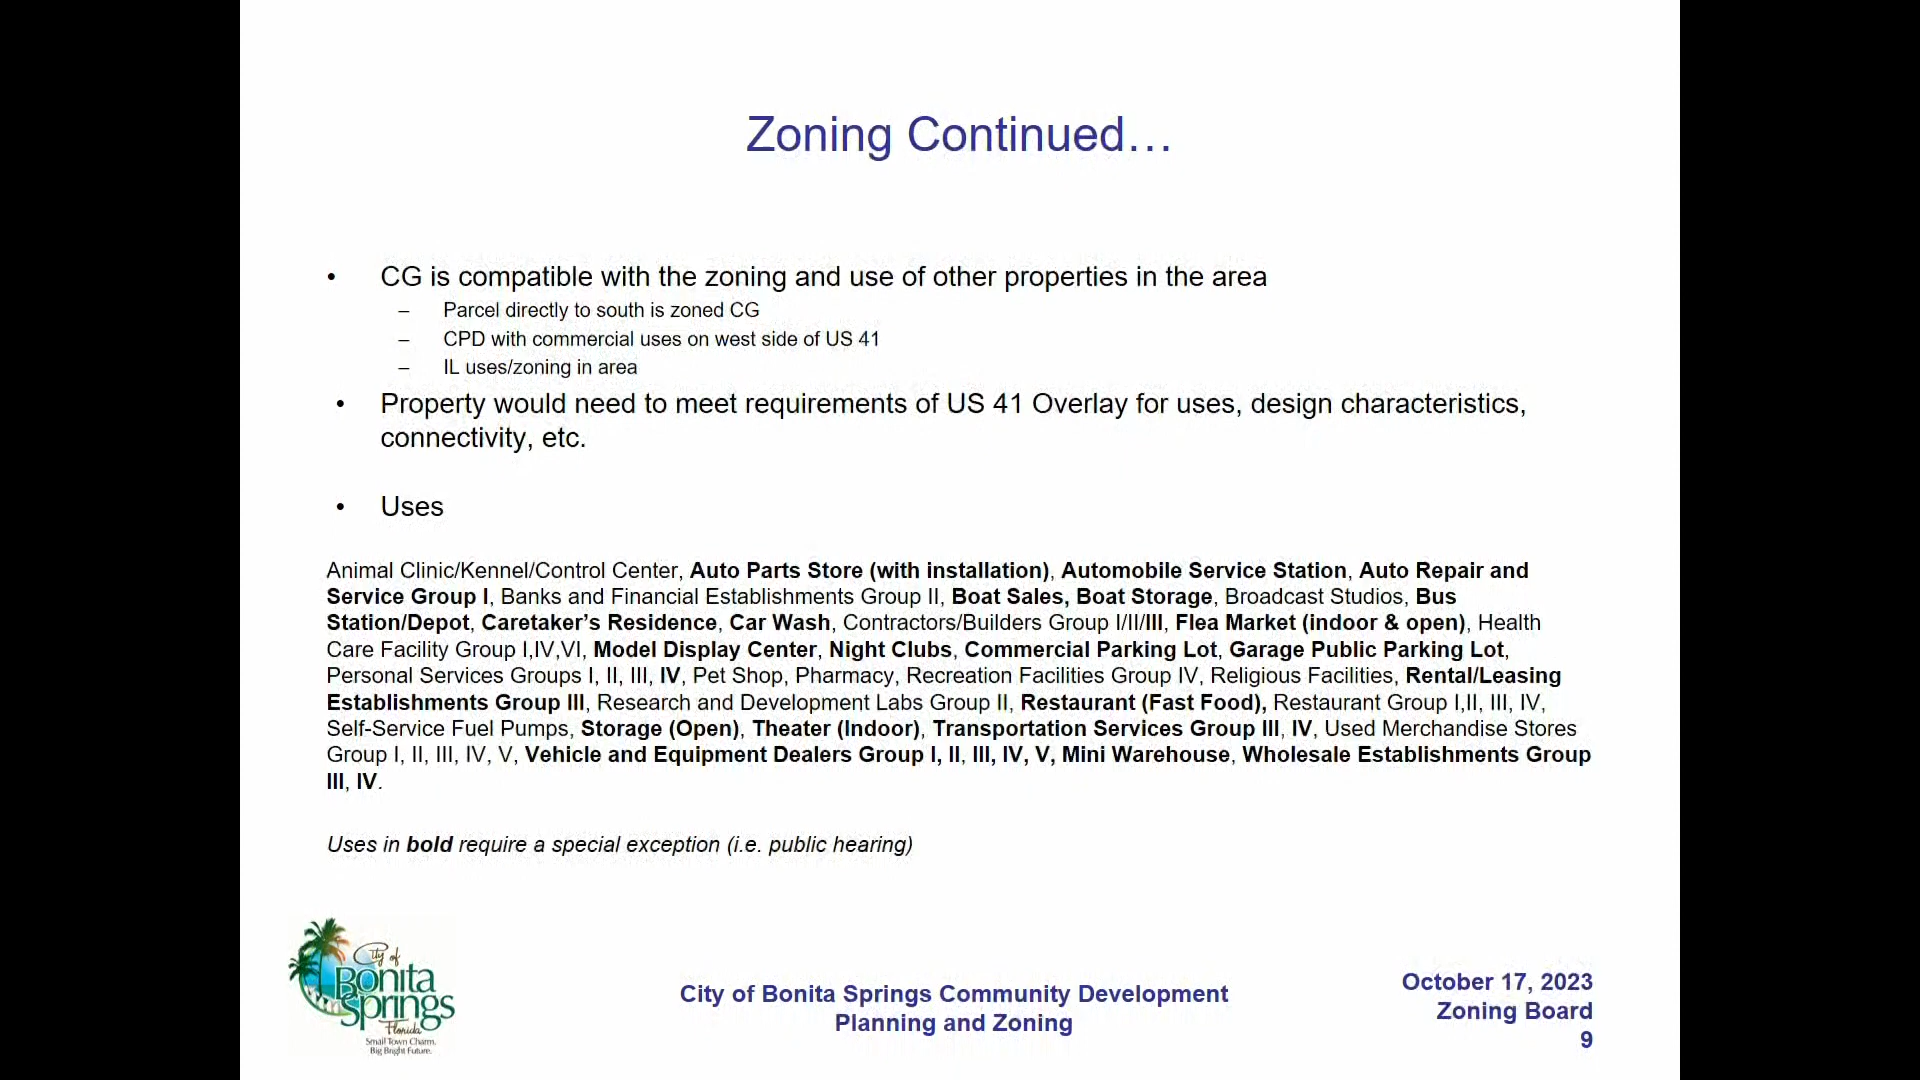 Zoning Continued…
• CG is compatible with the zoning and use of other properties in the area
– Parcel directly to south is zoned CG
– CPD with commercial uses on west side of US 41
– IL uses/zoning in area
• Property would need to meet requirements of US 41 Overlay for uses, design characteristics,
connectivity, etc.
• Uses
Animal Clinic/Kennel/Control Center, Auto Parts Store (with installation), Automobile Service Station, Auto Repair and
Service Group I, Banks and Financial Establishments Group II, Boat Sales, Boat Storage, Broadcast Studios, Bus
Station/Depot, Caretaker’s Residence, Car Wash, Contractors/Builders Group I/II/III, Flea Market (indoor & open), Health
Care Facility Group I,IV,VI, Model Display Center, Night Clubs, Commercial Parking Lot, Garage Public Parking Lot,
Personal Services Groups I, II, III, IV, Pet Shop, Pharmacy, Recreation Facilities Group IV, Religious Facilities, Rental/Leasing
Establishments Group III, Research and Development Labs Group II, Restaurant (Fast Food), Restaurant Group I,II, III, IV,
Self-Service Fuel Pumps, Storage (Open), Theater (Indoor), Transportation Services Group III, IV, Used Merchandise Stores
Group I, II, III, IV, V, Vehicle and Equipment Dealers Group I, II, III, IV, V, Mini Warehouse, Wholesale Establishments Group
III, IV.
Uses in bold require a special exception (i.e. public hearing)
City of
Bonita
Springs
Florida
Small Town Charm.
Big Bright Future.
City of Bonita Springs Community Development
Planning and Zoning
October 17, 2023
Zoning Board
9